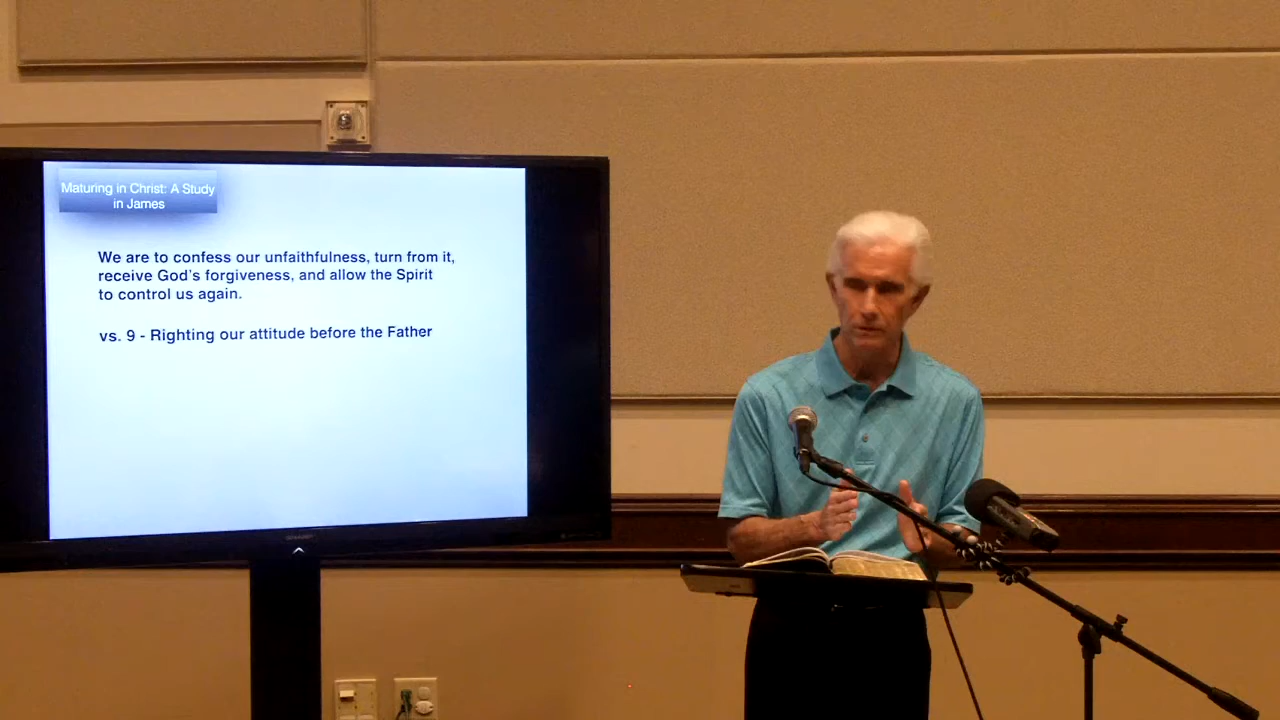 Maturing in Christ: A Study
in James
We are to confess our unfaithfulness, turn from it,
receive God's forgiveness, and allow the Spirit
to control us again.
vs. 9 - Righting our attitude before the Father